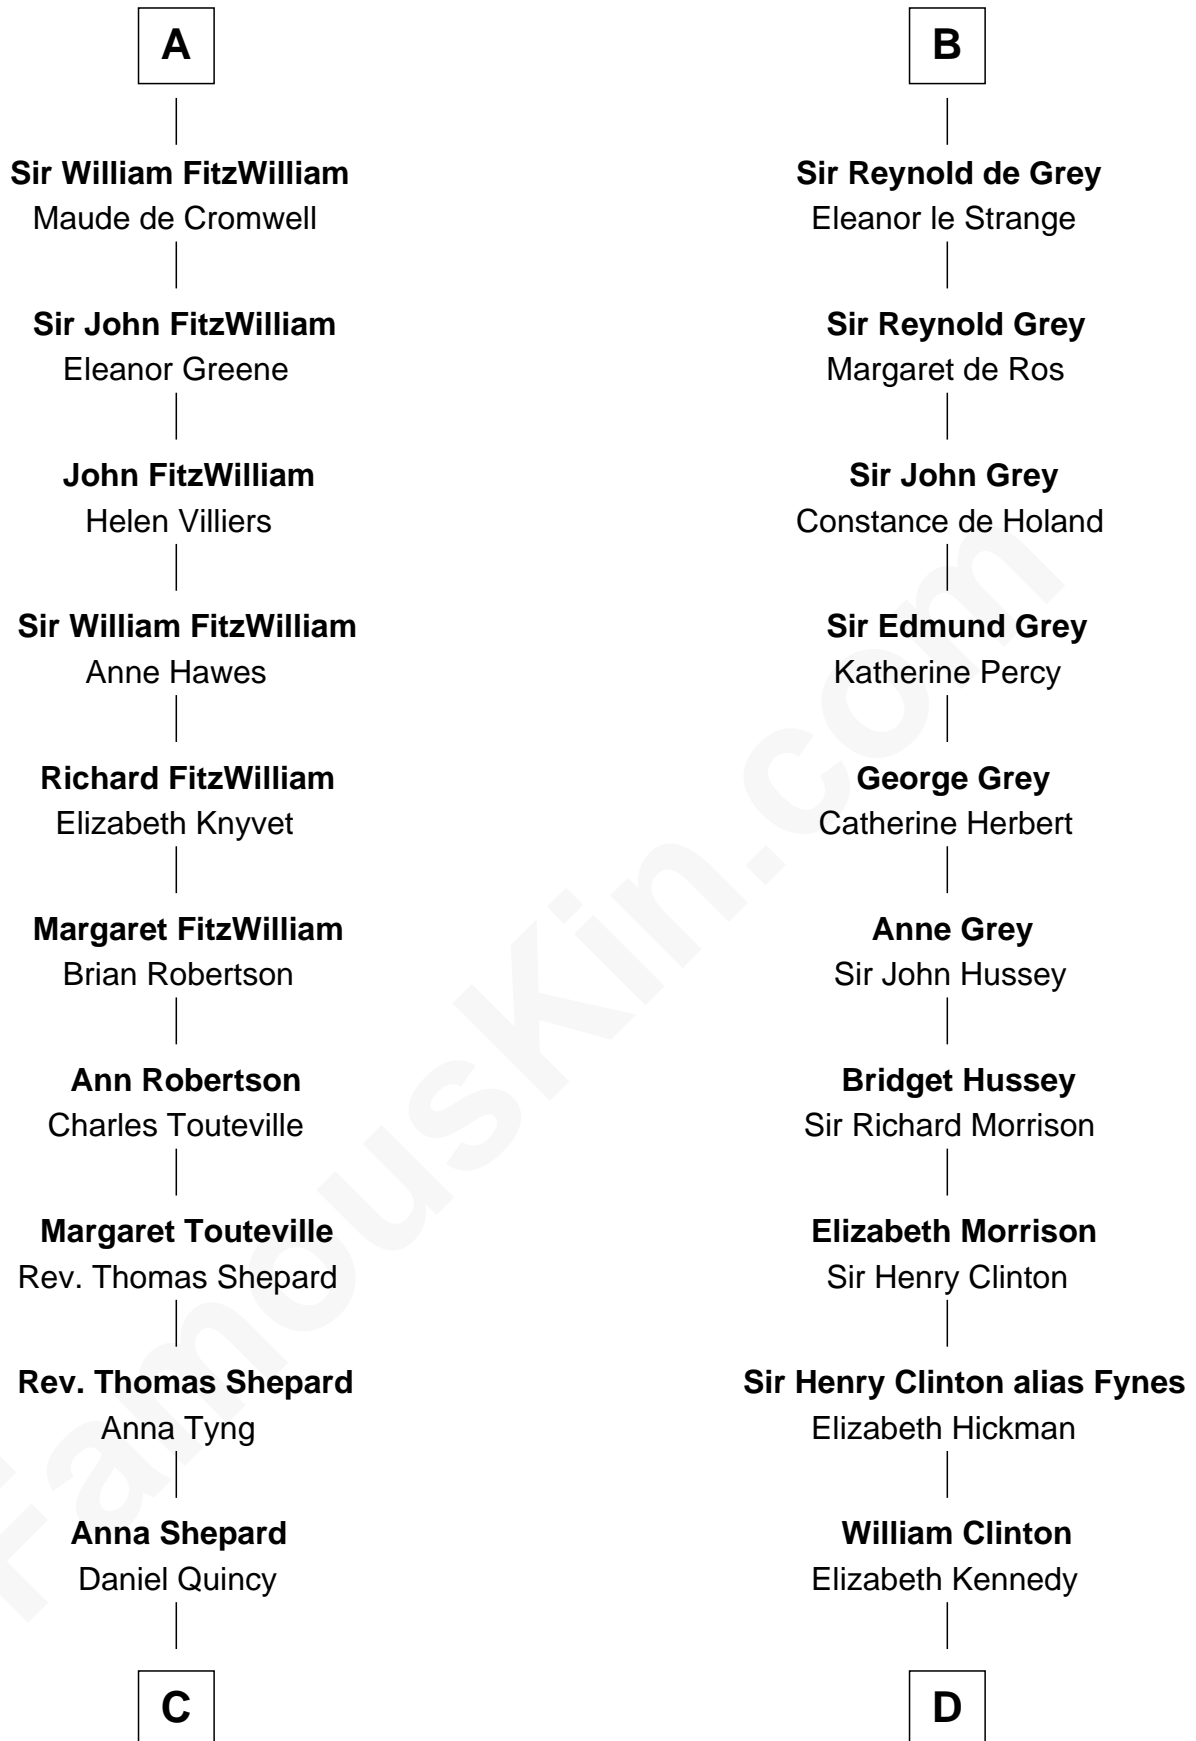 A
Sir William FitzWilliam
Maude de Cromwell
Sir John FitzWilliam
Eleanor Greene
John FitzWilliam
Helen Villiers
Sir William FitzWilliam
Anne Hawes
Richard FitzWilliam
Elizabeth Knyvet
Margaret FitzWilliam
Brian Robertson
Ann Robertson
Charles Touteville
Margaret Touteville
Rev. Thomas Shepard
Rev. Thomas Shepard
Anna Tyng
Anna Shepard
Daniel Quincy
C
B
Sir Reynold de Grey
Eleanor le Strange
Sir Reynold Grey
Margaret de Ros
Sir John Grey
Constance de Holand
Sir Edmund Grey
Katherine Percy
George Grey
Catherine Herbert
Anne Grey
Sir John Hussey
Bridget Hussey
Sir Richard Morrison
Elizabeth Morrison
Sir Henry Clinton
Sir Henry Clinton alias Fynes
Elizabeth Hickman
William Clinton
Elizabeth Kennedy
D
FamousKin.com